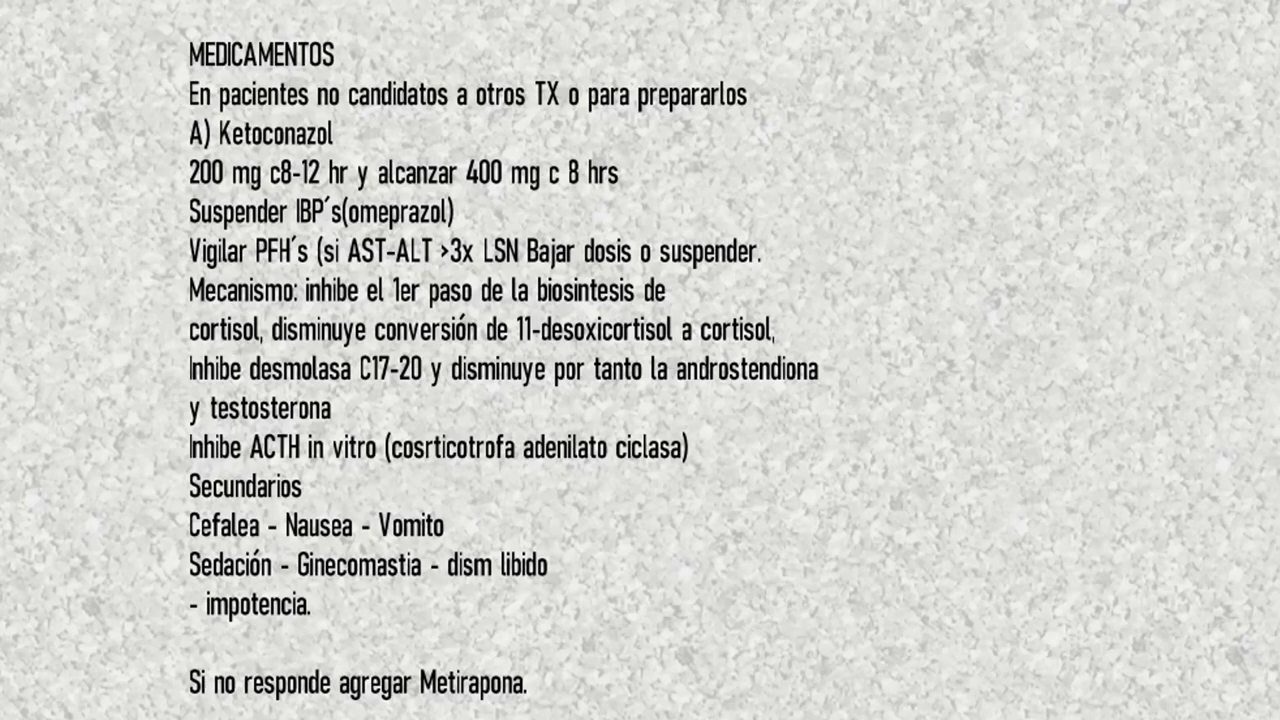 MEDICAMENTOS
En pacientes no candidatos a otros TX o para prepararlos
A) Ketoconazol
200 mg c8-12 hr y alcanzar 400 mg c 8 hrs
Suspender IBP´s(omeprazol)
Vigilar PFH´s (si AST-ALT >3x LSN Bajar dosis o suspender.
Mecanismo: inhibe el 1er paso de la biosintesis de
cortisol, disminuye conversión de 11-desoxicortisol a cortisol,
Inhibe desmolasa C17-20 y disminuye por tanto la androstendiona
y testosterona
Inhibe ACTH in vitro (cosrticotrofa adenilato ciclasa)
Secundarios
Cefalea - Nausea - Vomito
Sedación - Ginecomastia - dism libido
- impotencia.
Si no responde agregar Metirapona.